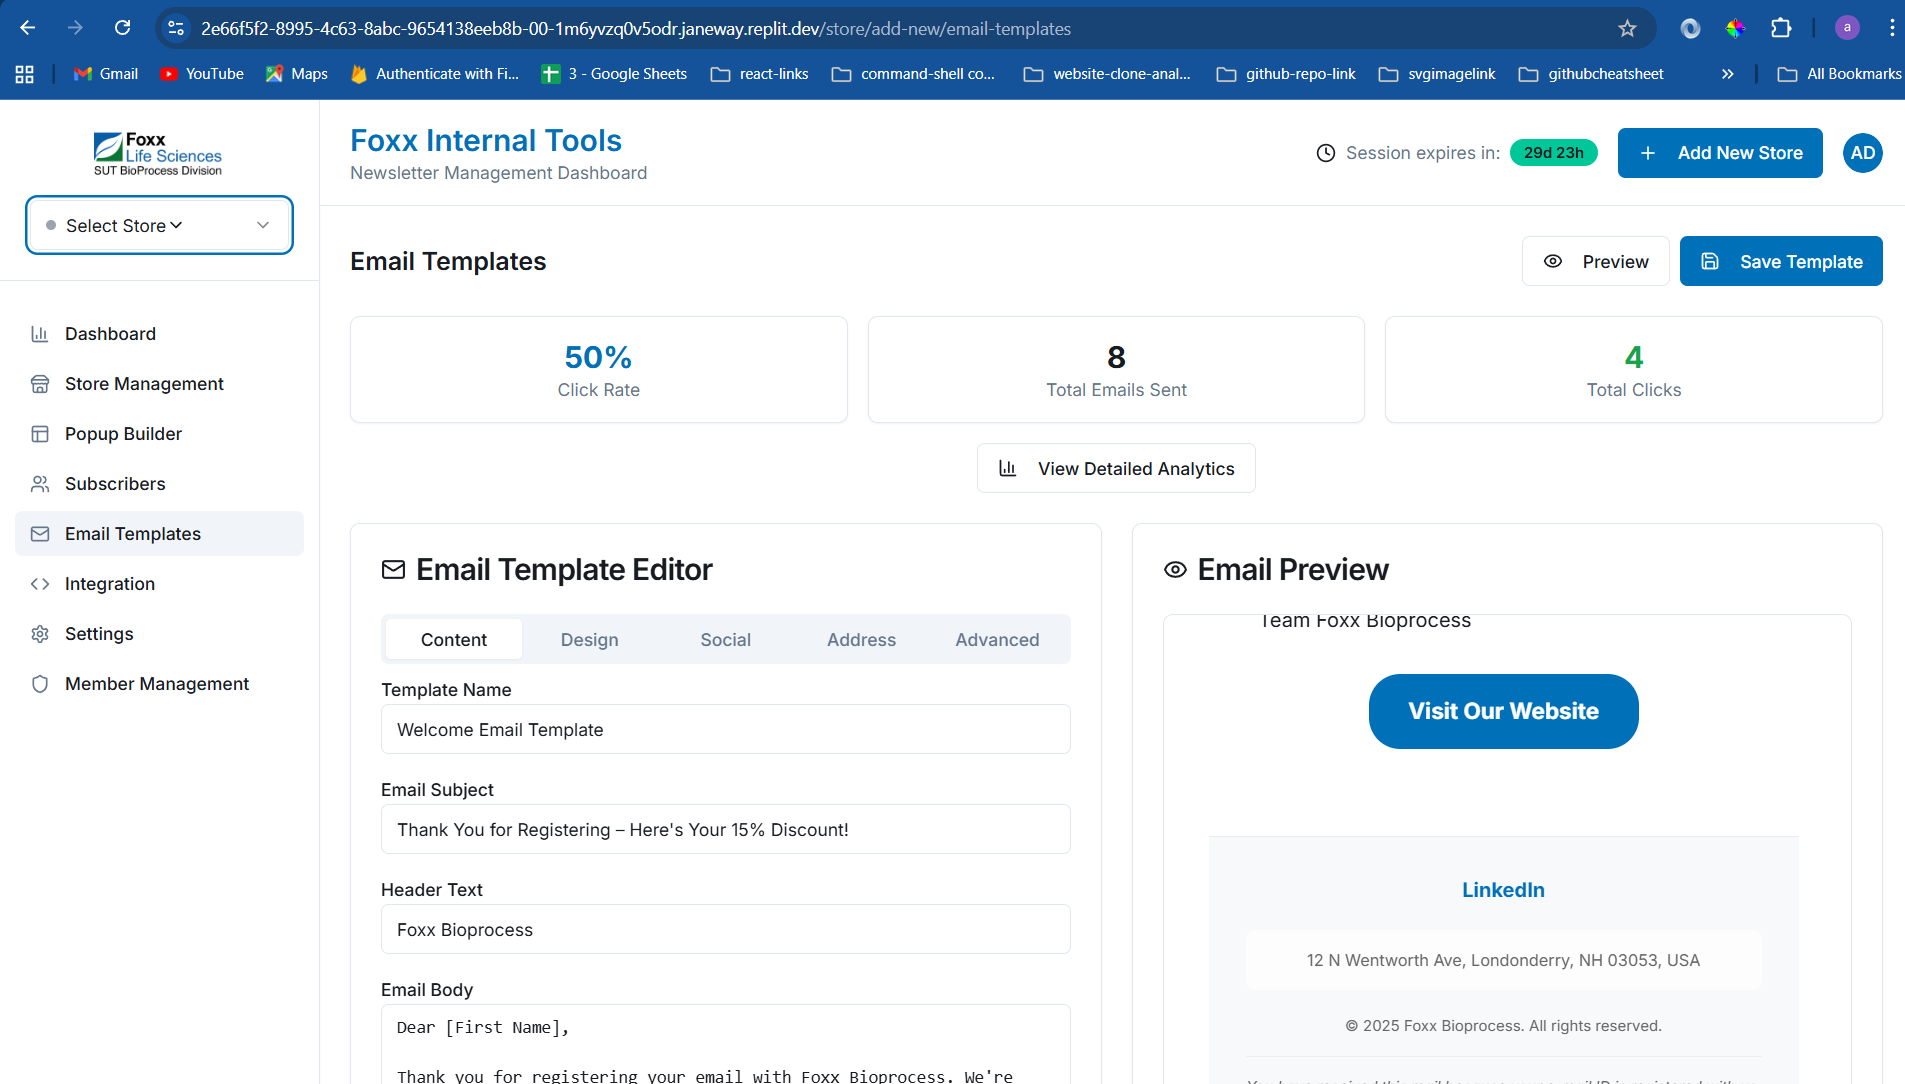 2e66f5f2-8995-4c63-8abc-9654138eeb8b-00-1m6yvzq0v5odr.janeway.replit.dev/store/add-new/email-templates
a
Gmail
YouTube
Maps
Authenticate with Fi...
3 - Google Sheets
react-links
command-shell co...
website-clone-anal...
github-repo-link
svgimagelink
githubcheatsheet
»
All Bookmarks
Foxx
Life Sciences
SUT BioProcess Division
Select Store
Dashboard
Store Management
Popup Builder
Subscribers
Email Templates
Integration
Settings
Member Management
Foxx Internal Tools
Newsletter Management Dashboard
Session expires in: 29d 23h
Add New Store
AD
Email Templates
Preview
Save Template
50%
Click Rate
8
Total Emails Sent
4
Total Clicks
View Detailed Analytics
Email Template Editor
Content Design Social Address Advanced
Template Name
Welcome Email Template
Email Subject
Thank You for Registering – Here's Your 15% Discount!
Header Text
Foxx Bioprocess
Email Body
Dear [First Name],
Thank you for registering your email with Foxx Bioprocess. We're
Email Preview
Team Foxx Bioprocess
Visit Our Website
LinkedIn
12 N Wentworth Ave, Londonderry, NH 03053, USA
© 2025 Foxx Bioprocess. All rights reserved.